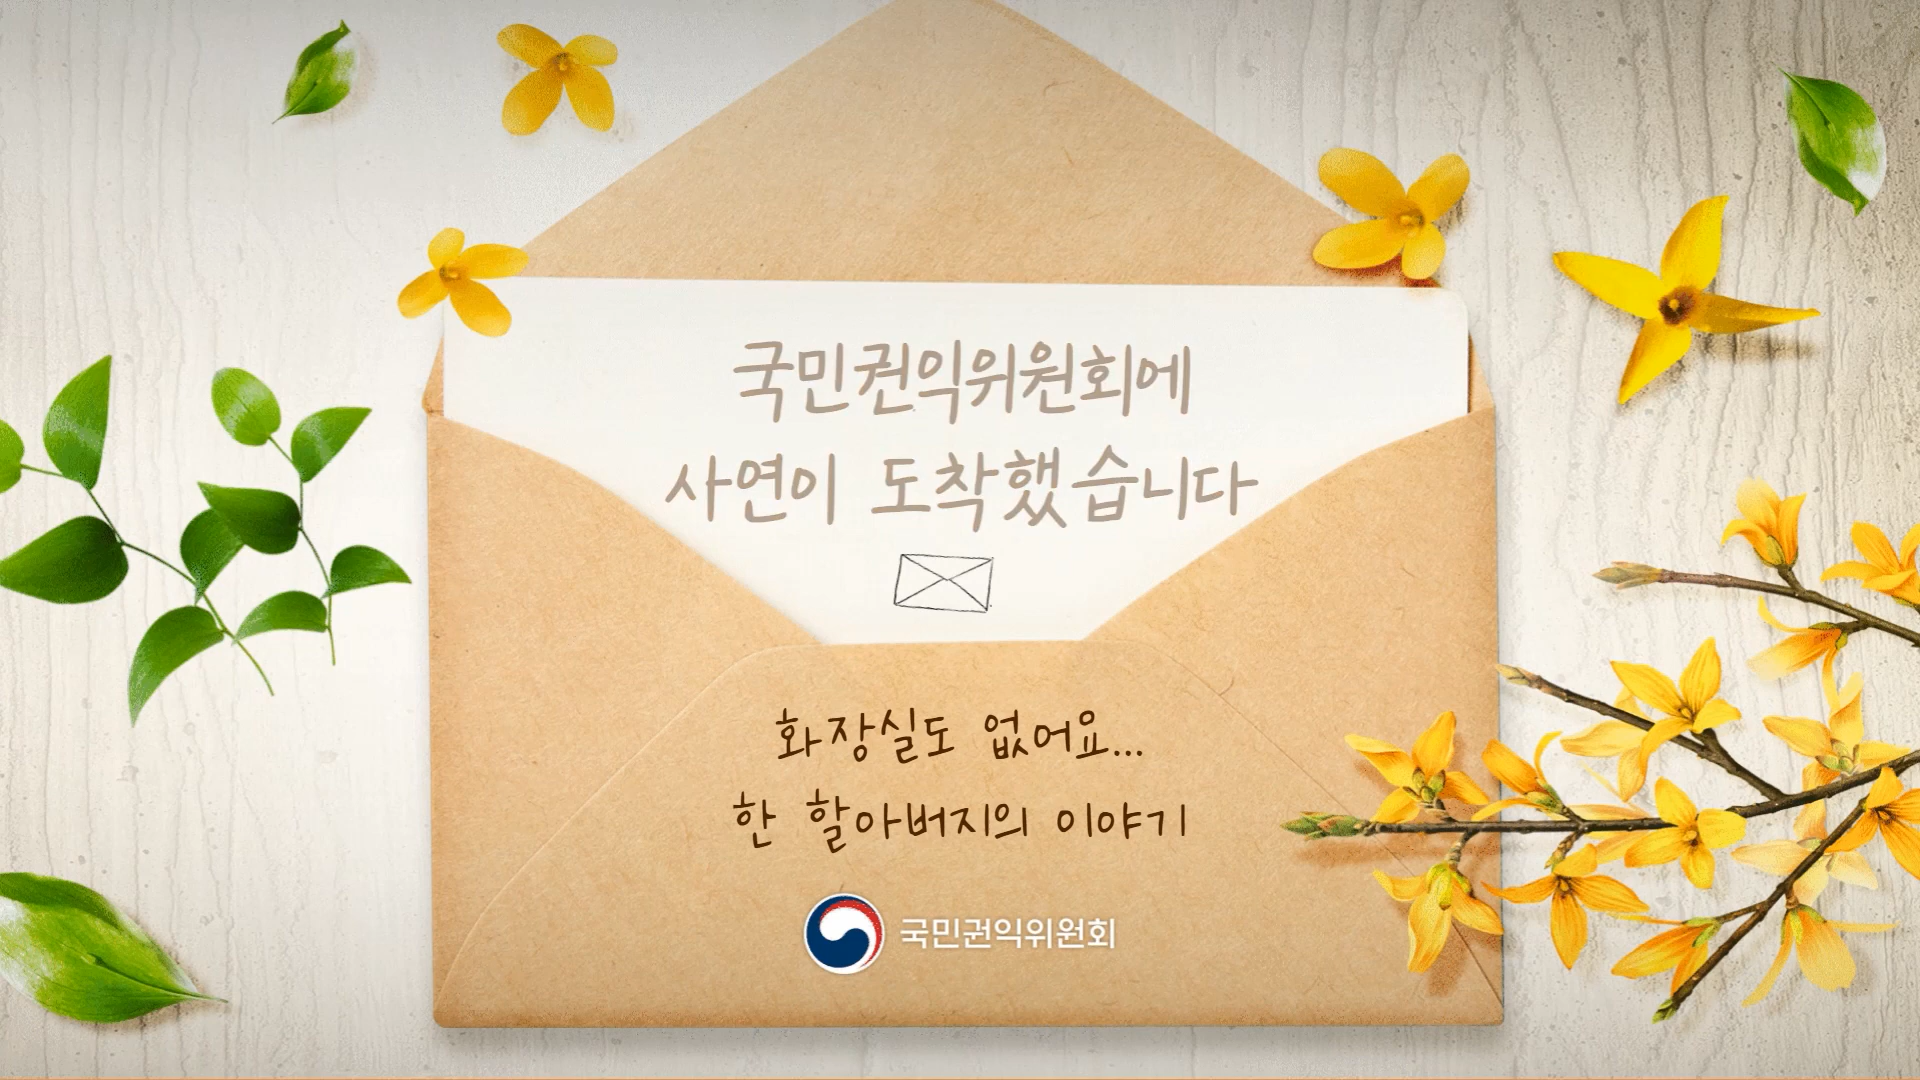 국민권익위원회에
사연이 도착했습니다
화장실도 없어요...
한 할아버지의 이야기
국민권익위원회